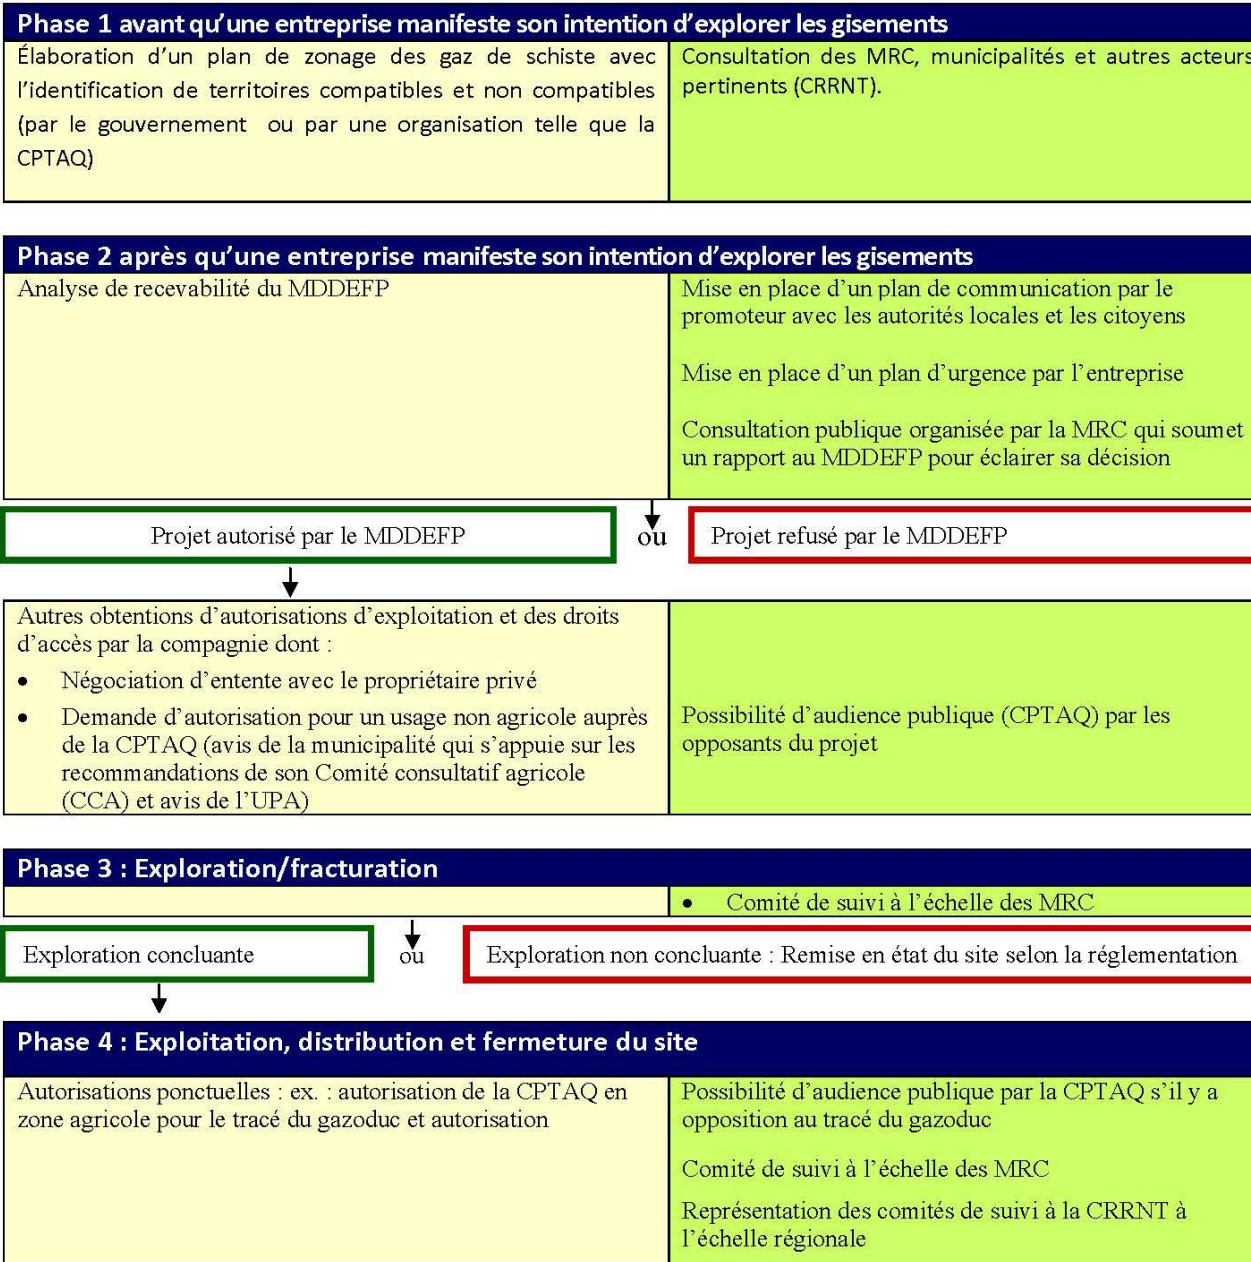 Phase 1 avant qu'une entreprise manifeste son intention d'explorer les gisements
Élaboration d'un plan de zonage des gaz de schiste avec
l'identification de territoires compatibles et non compatibles
(par le gouvernement ou par une organisation telle que la
CPTAQ)
Consultation des MRC, municipalités et autres acteurs
pertinents (CRRNT).
Phase 2 après qu'une entreprise manifeste son intention d'explorer les gisements
Analyse de recevabilité du MDDEFP
Mise en place d'un plan de communication par le
promoteur avec les autorités locales et les citoyens
Mise en place d'un plan d'urgence par l'entreprise
Consultation publique organisée par la MRC qui soumet
un rapport au MDDEFP pour éclairer sa décision
Projet autorisé par le MDDEFP
ou
Projet refusé par le MDDEFP
Autres obtentions d'autorisations d'exploitation et des droits
d'accès par la compagnie dont :
• Négociation d'entente avec le propriétaire privé
• Demande d'autorisation pour un usage non agricole auprès
de la CPTAQ (avis de la municipalité qui s'appuie sur les
recommandations de son Comité consultatif agricole
(CCA) et avis de l'UPA)
Possibilité d'audience publique (CPTAQ) par les
opposants du projet
Phase 3 : Exploration/fracturation
• Comité de suivi à l'échelle des MRC
Exploration concluante
ou
Exploration non concluante : Remise en état du site selon la réglementation
Phase 4 : Exploitation, distribution et fermeture du site
Autorisations ponctuelles : ex. : autorisation de la CPTAQ en
zone agricole pour le tracé du gazoduc et autorisation
Possibilité d'audience publique par la CPTAQ s'il y a
opposition au tracé du gazoduc
Comité de suivi à l'échelle des MRC
Représentation des comités de suivi à la CRRNT à
l'échelle régionale